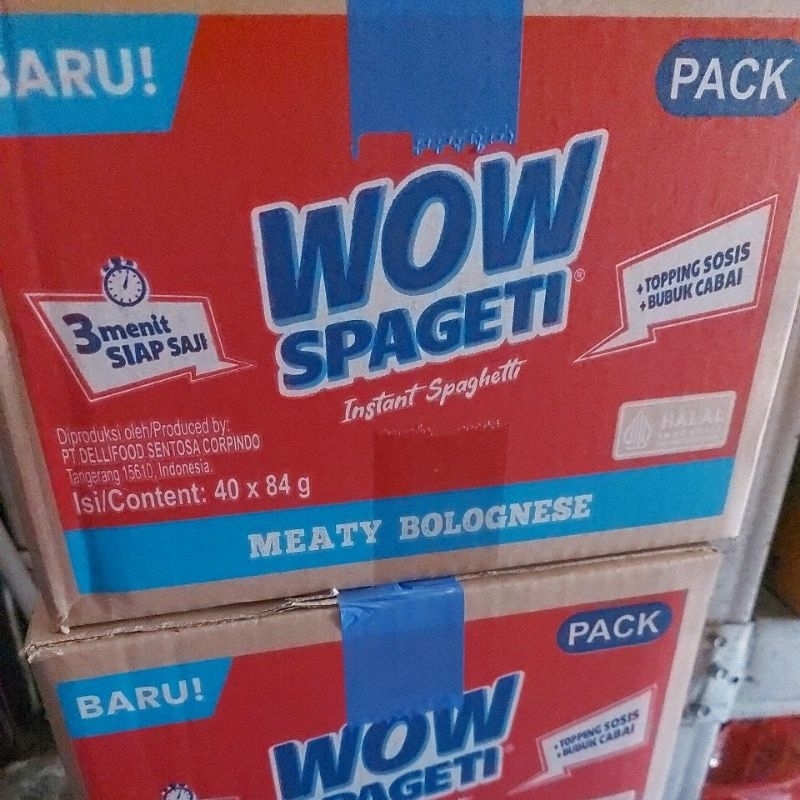 BARU!
PACK
WOW
SPAGETI®
Instant Spaghetti
3 menit
SIAP SAJI
+TOPPING SOSIS
+BUBUK CABAI
HALAL
INDONESIA
Diproduksi oleh/Produced by:
PT DELLIFOOD SENTOSA CORPINDO
Tangerang 15610, Indonesia.
Isi/Content: 40 x 84 g
MEATY BOLOGNESE
PACK
BARU!
WOW
SPAGETI
+TOPPING SOSIS
+BUBUK CABAI